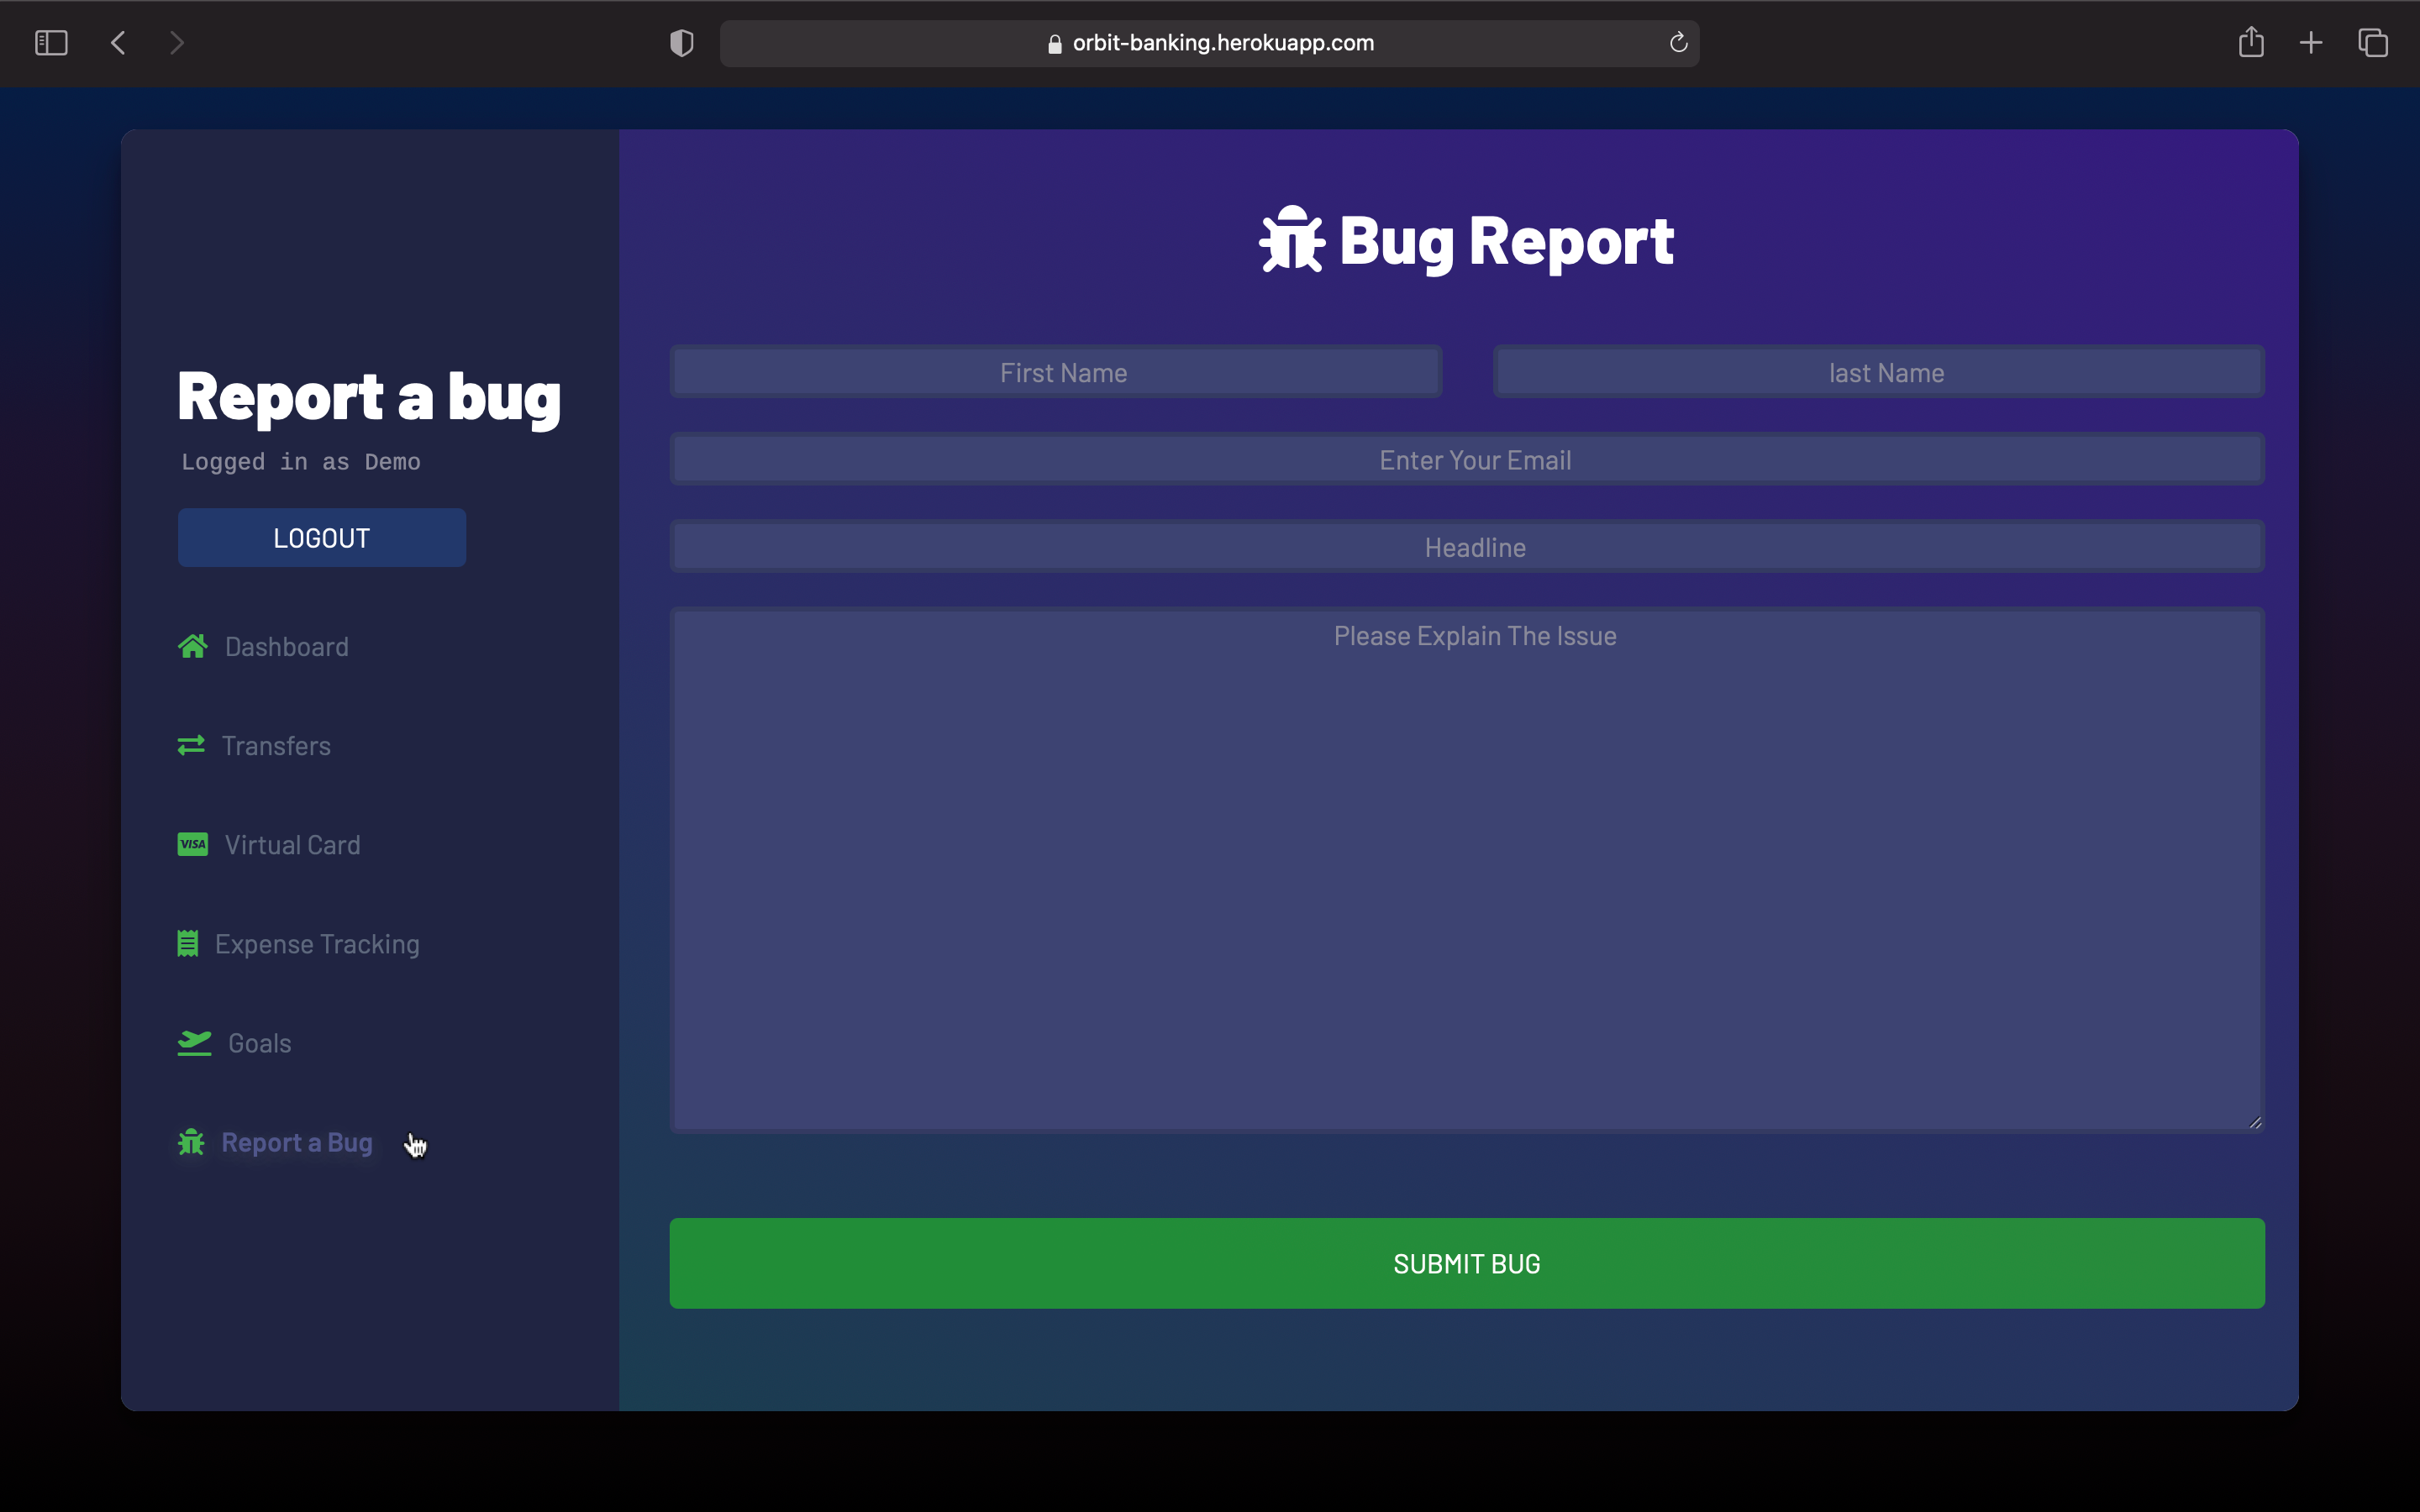 orbit-banking.herokuapp.com
Report a bug
Logged in as Demo
LOGOUT
Dashboard
Transfers
VISA Virtual Card
Expense Tracking
Goals
Report a Bug
Bug Report
First Name
last Name
Enter Your Email
Headline
Please Explain The Issue
SUBMIT BUG